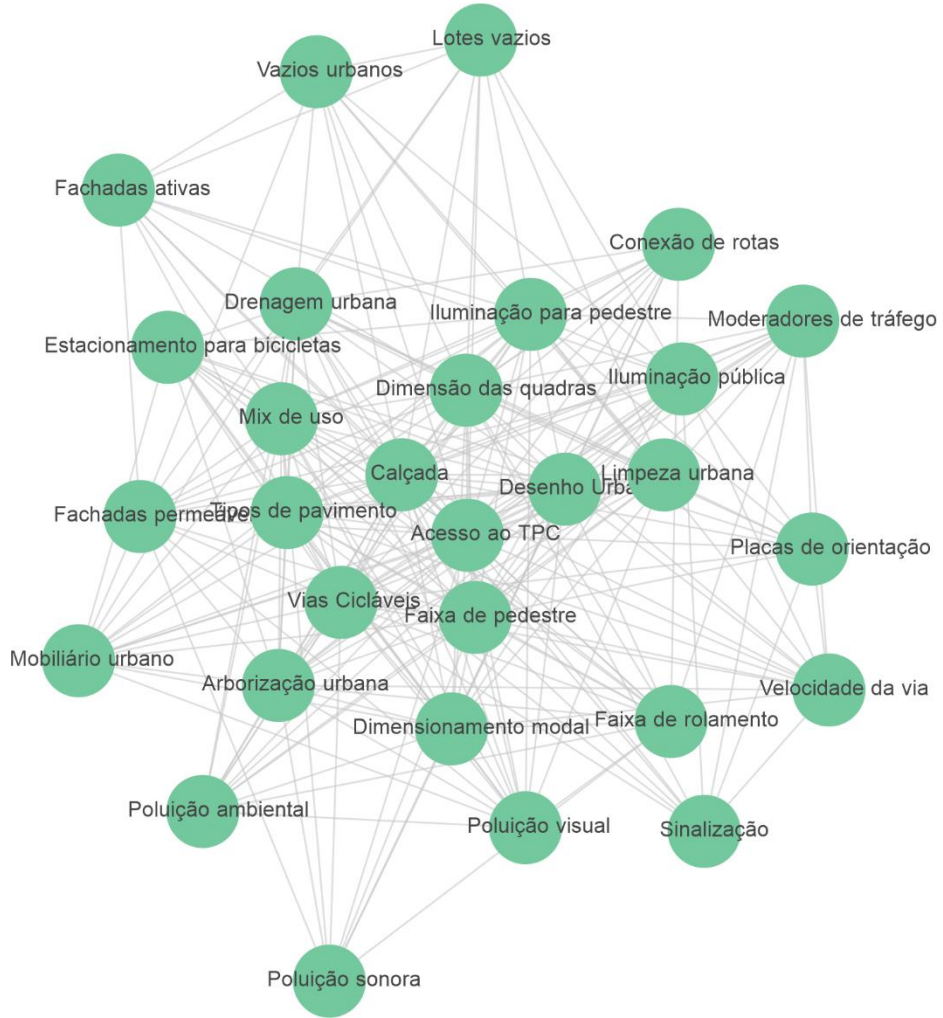 Lotes vazios
Vazios urbanos
Fachadas ativas
Conexão de rotas
Drenagem urbana
Iluminação para pedestre
Moderadores de tráfego
Estacionamento para bicicletas
Iluminação pública
Dimensão das quadras
Mix de uso
Calçada
Limpeza urbana
Desenho Urba
Fachadas permeáve
Tipos de pavimento
Acesso ao TPC
Placas de orientação
Vias Cicláveis
Faixa de pedestre
Mobiliário urbano
Arborização urbana
Velocidade da via
Faixa de rolamento
Dimensionamento modal
Poluição ambiental
Poluição visual
Sinalização
Poluição sonora